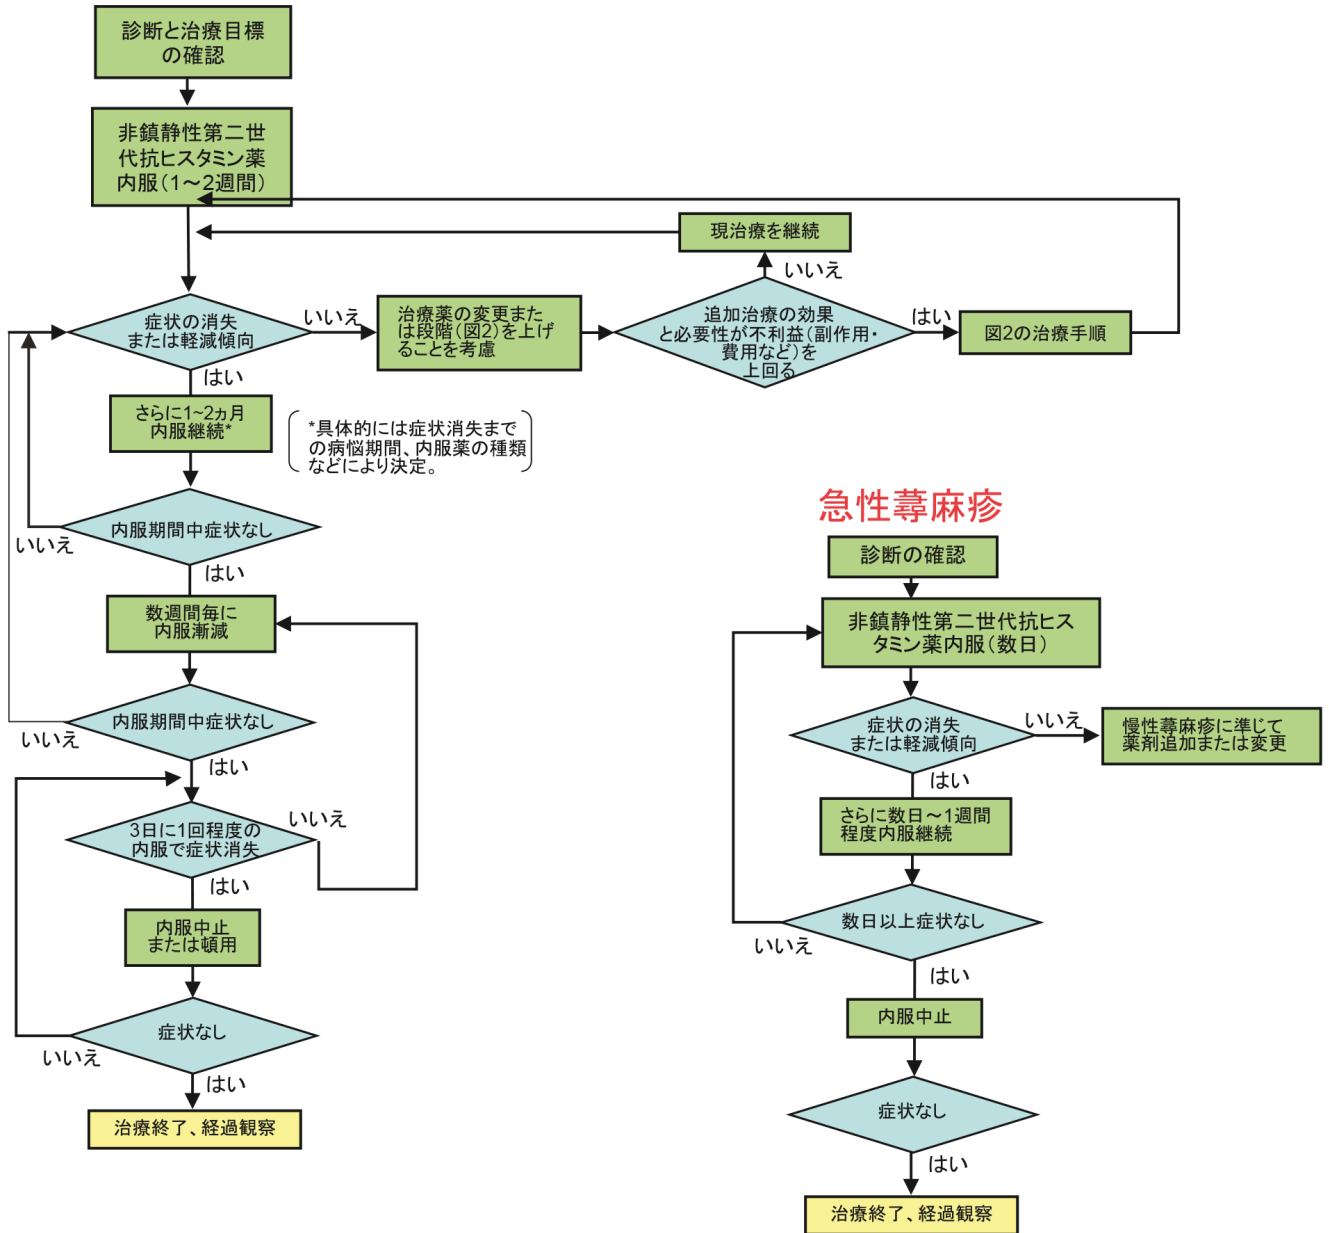 診断と治療目標
の確認
非鎮静性第二世
代抗ヒスタミン薬
内服(1～2週間)
症状の消失
または軽減傾向
いいえ
はい
治療薬の変更また
は段階(図2)を上げ
ることを考慮
追加治療の効果
と必要性が不利益(副作用・
費用など)を
上回る
いいえ
現治療を継続
はい
図2の治療手順
さらに1~2ヵ月
内服継続*
*具体的には症状消失まで
の病悩期間、内服薬の種類
などにより決定。
内服期間中症状なし
いいえ
はい
数週間毎に
内服漸減
内服期間中症状なし
いいえ
はい
3日に1回程度の
内服で症状消失
いいえ
はい
内服中止
または頓用
症状なし
いいえ
はい
治療終了、経過観察
急性蕁麻疹
診断の確認
非鎮静性第二世代抗ヒス
タミン薬内服(数日)
症状の消失
または軽減傾向
いいえ
慢性蕁麻疹に準じて
薬剤追加または変更
はい
さらに数日～1週間
程度内服継続
数日以上症状なし
いいえ
はい
内服中止
症状なし
はい
治療終了、経過観察